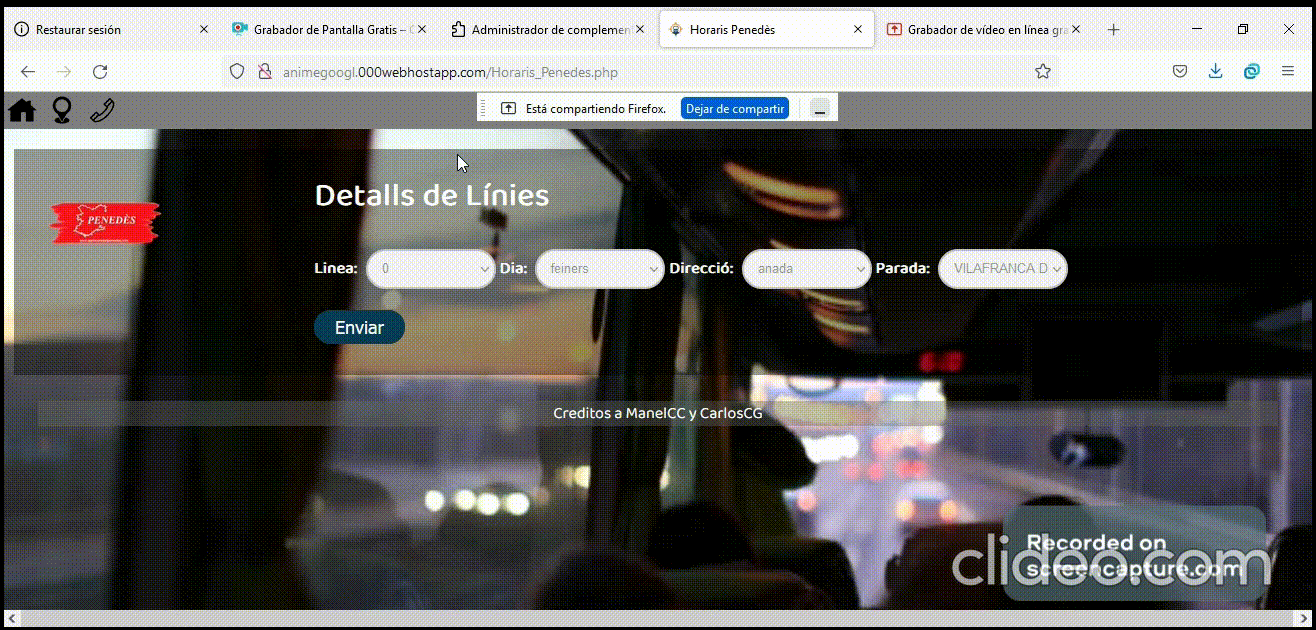 Restaurar sesión
Grabador de Pantalla Gratis –
Administrador de complemen
Horaris Penedès
Grabador de vídeo en línea gra
animegoogl.000webhostapp.com/Horaris_Penedes.php
Está compartiendo Firefox.
Dejar de compartir
PENEDÈS
Detalls de Línies
Linea: 0 Dia: feiners Direcció: anada Parada: VILAFRANCA D
Enviar
Creditos a ManelCC y CarlosCG
Recorded on
screencapture.com
clideo.com